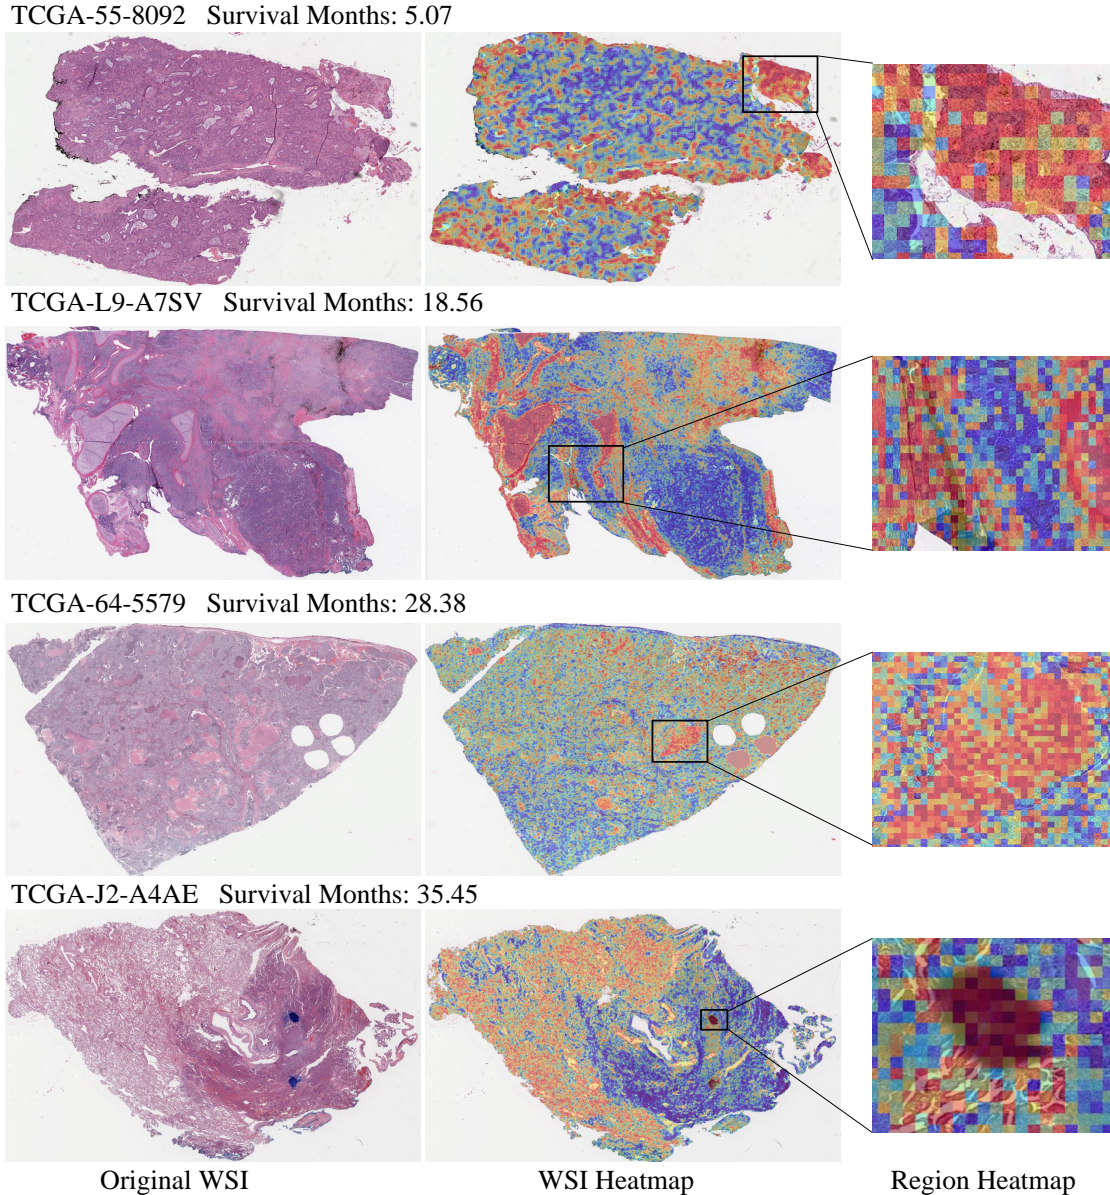 TCGA-55-8092 Survival Months: 5.07
TCGA-L9-A7SV Survival Months: 18.56
TCGA-64-5579 Survival Months: 28.38
TCGA-J2-A4AE Survival Months: 35.45
Original WSI WSI Heatmap Region Heatmap